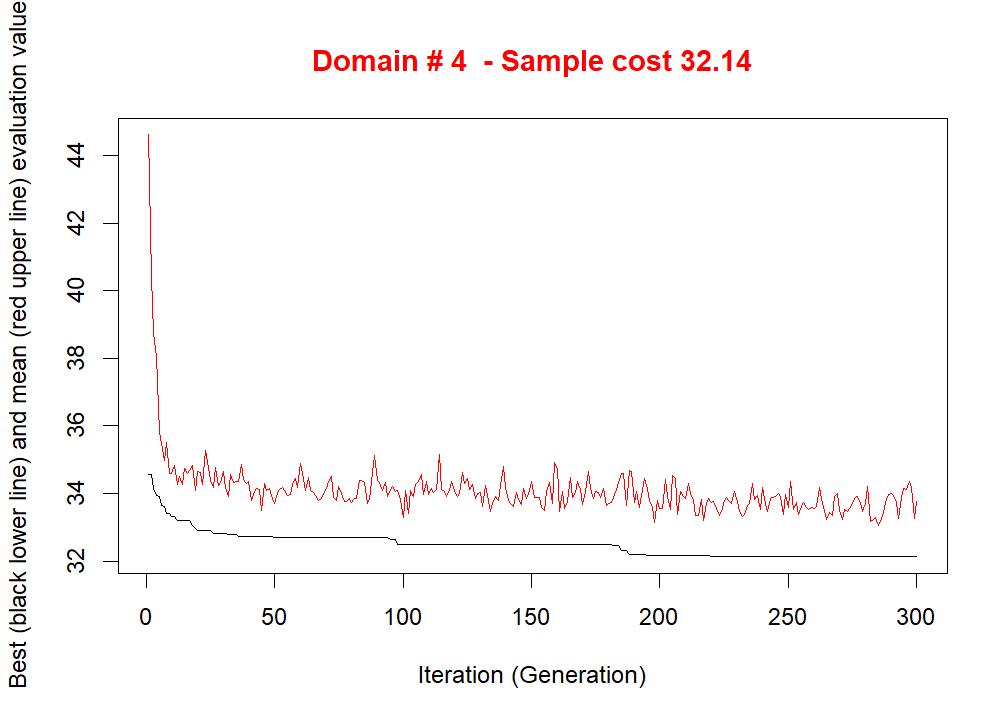 Domain # 4  - Sample cost 32.14
Best (black lower line) and mean (red upper line) evaluation value
44
42
40
38
36
34
32
0 50 100 150 200 250 300
Iteration (Generation)